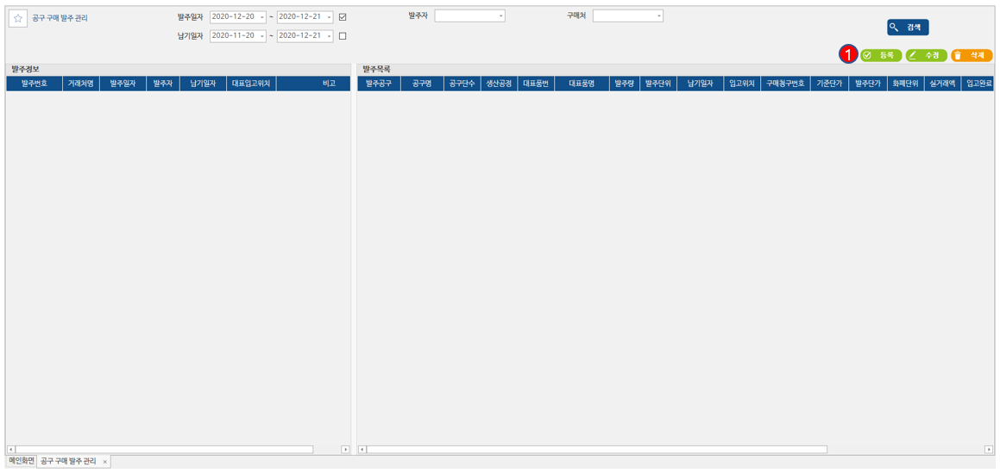 공구 구매 발주 관리
발주일자 2020-12-20 ~ 2020-12-21 발주자 구매처
검색
납기일자 2020-11-20 ~ 2020-12-21
1 등록 수정 삭제
발주정보 발주목록
발주번호 거래처명 발주일자 발주자 납기일자 대표입고위치 비고 발주공구 공구명 공구단수 생산공정 대표품번 대표품명 발주량 발주단위 납기일자 입고위치 구매청구번호 기준단가 발주단가 화폐단위 실거래액 입고완료
메인화면 공구 구매 발주 관리 ×